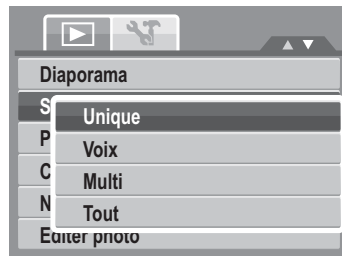 Diaporama
S
Unique
P
Voix
C
Multi
N
Tout
Editer photo